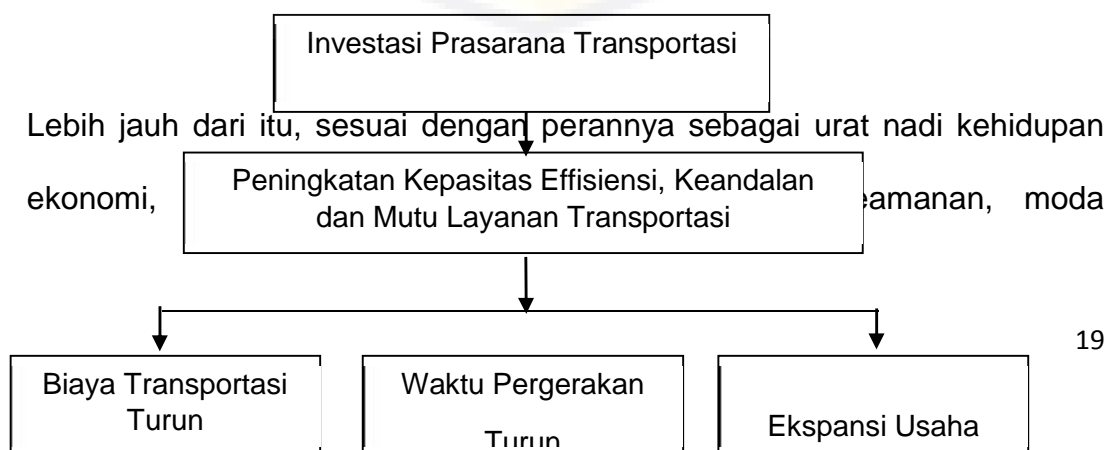 Investasi Prasarana Transportasi
Lebih jauh dari itu, sesuai dengan perannya sebagai urat nadi kehidupan
Peningkatan Kepasitas Effisiensi, Keandalan
ekonomi, eamanan, moda
dan Mutu Layanan Transportasi
19
Biaya Transportasi
Turun
Waktu Pergerakan
Turun
Ekspansi Usaha